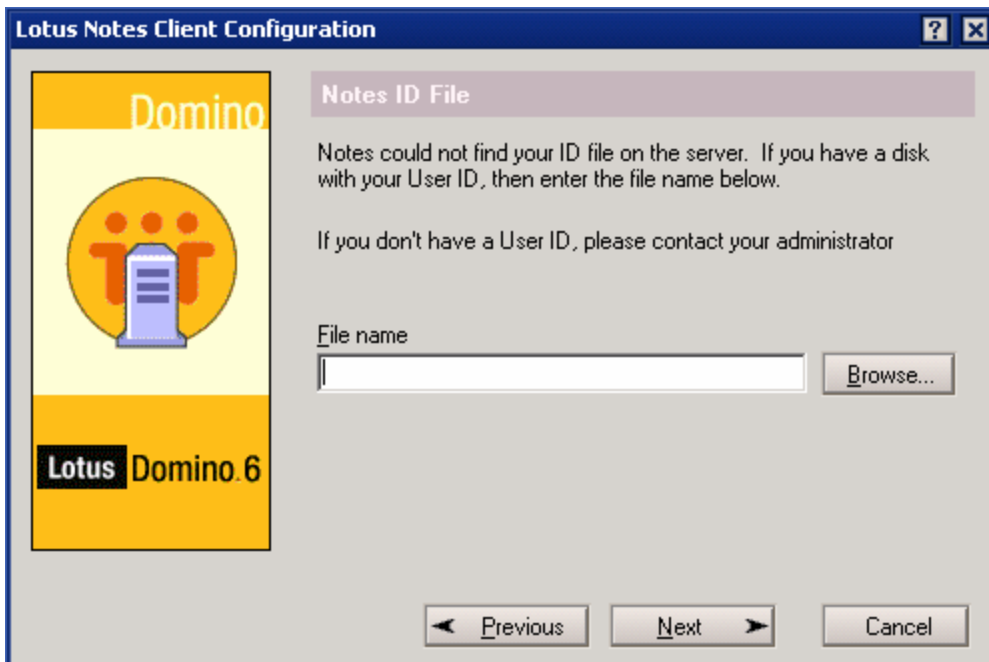 Lotus Notes Client Configuration
Domino
Lotus Domino.6
Notes ID File
Notes could not find your ID file on the server. If you have a disk
with your User ID, then enter the file name below.
If you don't have a User ID, please contact your administrator
File name
Browse...
Previous
Next
Cancel